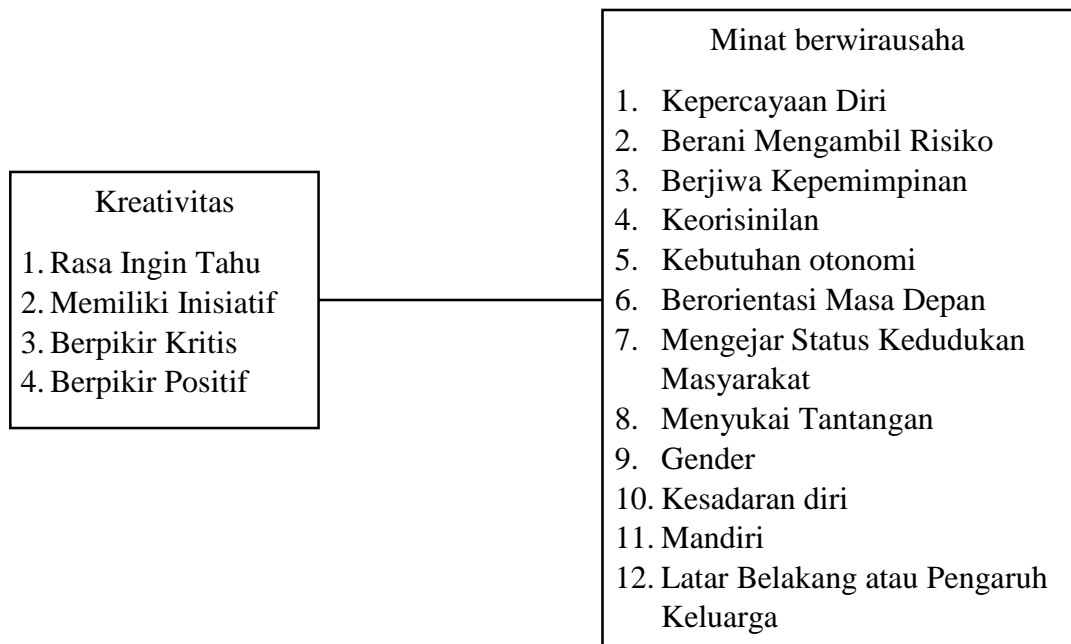 Kreativitas
1. Rasa Ingin Tahu
2. Memiliki Inisiatif
3. Berpikir Kritis
4. Berpikir Positif
Minat berwirausaha
1. Kepercayaan Diri
2. Berani Mengambil Risiko
3. Berjiwa Kepemimpinan
4. Keorisinilan
5. Kebutuhan otonomi
6. Berorientasi Masa Depan
7. Mengejar Status Kedudukan
Masyarakat
8. Menyukai Tantangan
9. Gender
10. Kesadaran diri
11. Mandiri
12. Latar Belakang atau Pengaruh
Keluarga